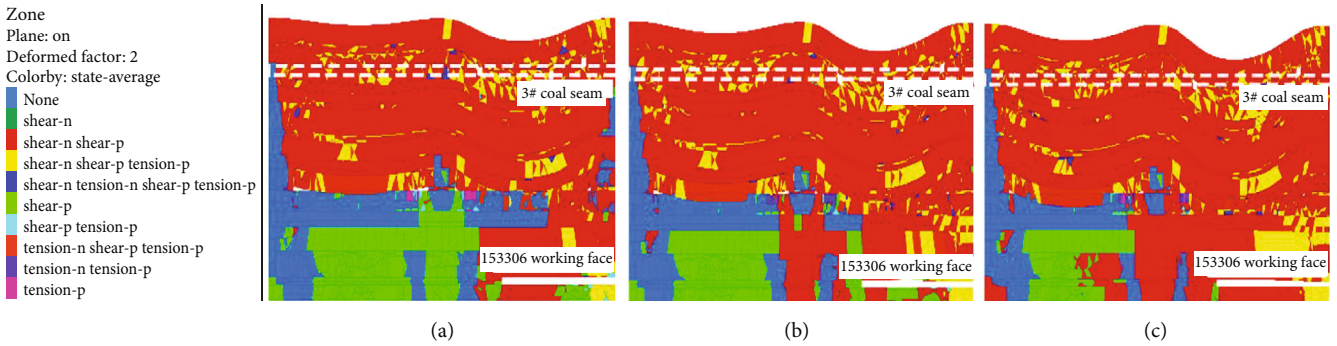 Zone
Plane: on
Deformed factor: 2
Colorby: state-average
None
shear-n
shear-n shear-p
shear-n shear-p tension-p
shear-n tension-n shear-p tension-p
shear-p
shear-p tension-p
tension-n shear-p tension-p
tension-n tension-p
tension-p
3# coal seam
153306 working face
(a)
3# coal seam
153306 working face
(b)
3# coal seam
153306 working face
(c)